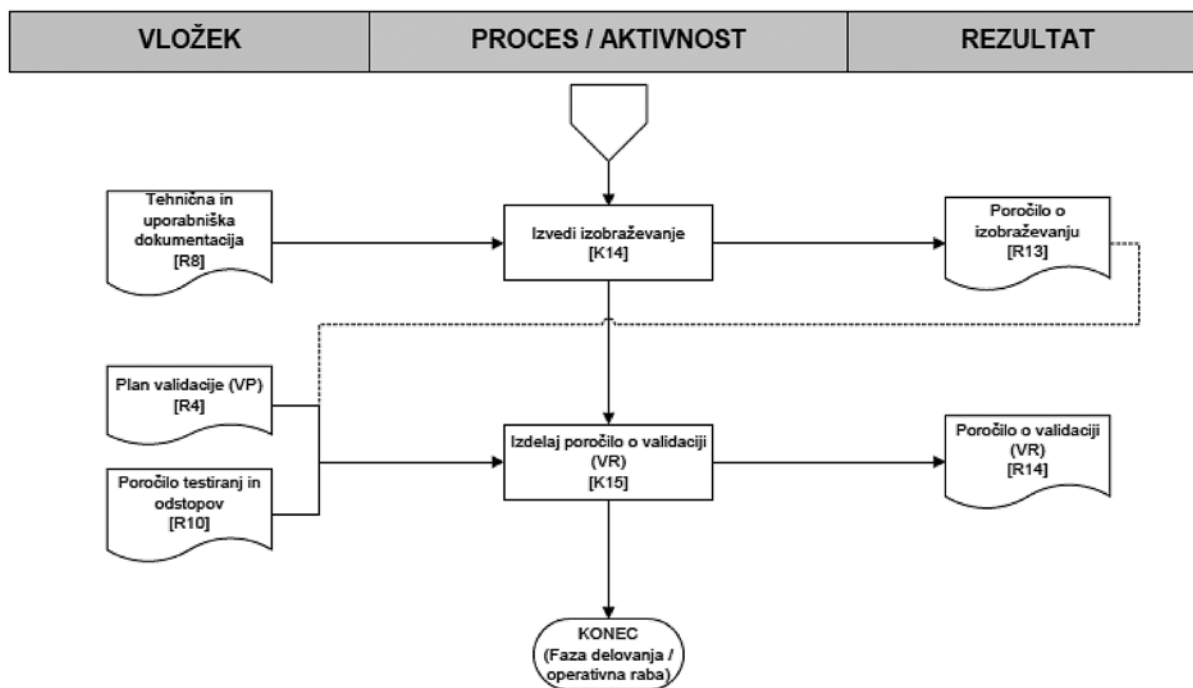 VLOŽEK
PROCES / AKTIVNOST
REZULTAT
Tehnična in
uporabniška
dokumentacija
[R8]
Izvedi izobraževanje
[K14]
Poročilo o
izobraževanju
[R13]
Plan validacije (VP)
[R4]
Poročilo testiranj in
odstopov
[R10]
Izdelaj poročilo o validaciji
(VR)
[K15]
Poročilo o validaciji
(VR)
[R14]
KONEC
(Faza delovanja /
operativna raba)